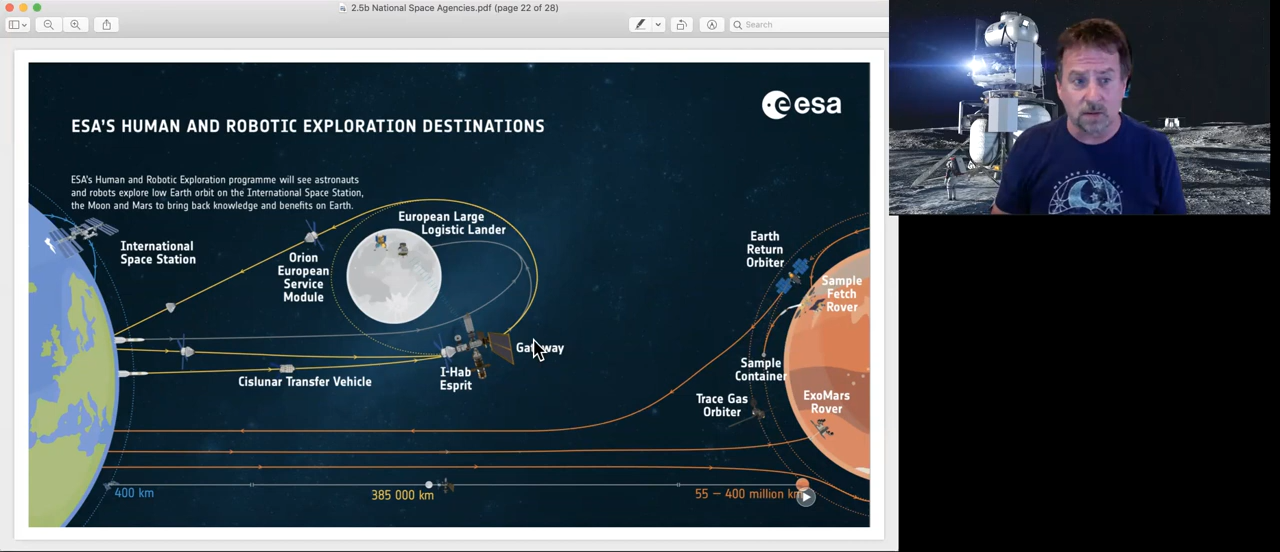 2.5b National Space Agencies.pdf (page 22 of 28)
Search
esa
ESA'S HUMAN AND ROBOTIC EXPLORATION DESTINATIONS
ESA's Human and Robotic Exploration programme will see astronauts
and robots explore low Earth orbit on the International Space Station,
the Moon and Mars to bring back knowledge and benefits on Earth.
International
Space Station
Orion
European
Service
Module
European Large
Logistic Lander
Gateway
I-Hab
Esprit
Cislunar Transfer Vehicle
Earth
Return
Orbiter
Sample
Fetch
Rover
Sample
Container
Trace Gas
Orbiter
ExoMars
Rover
400 km
385 000 km
55 – 400 million km